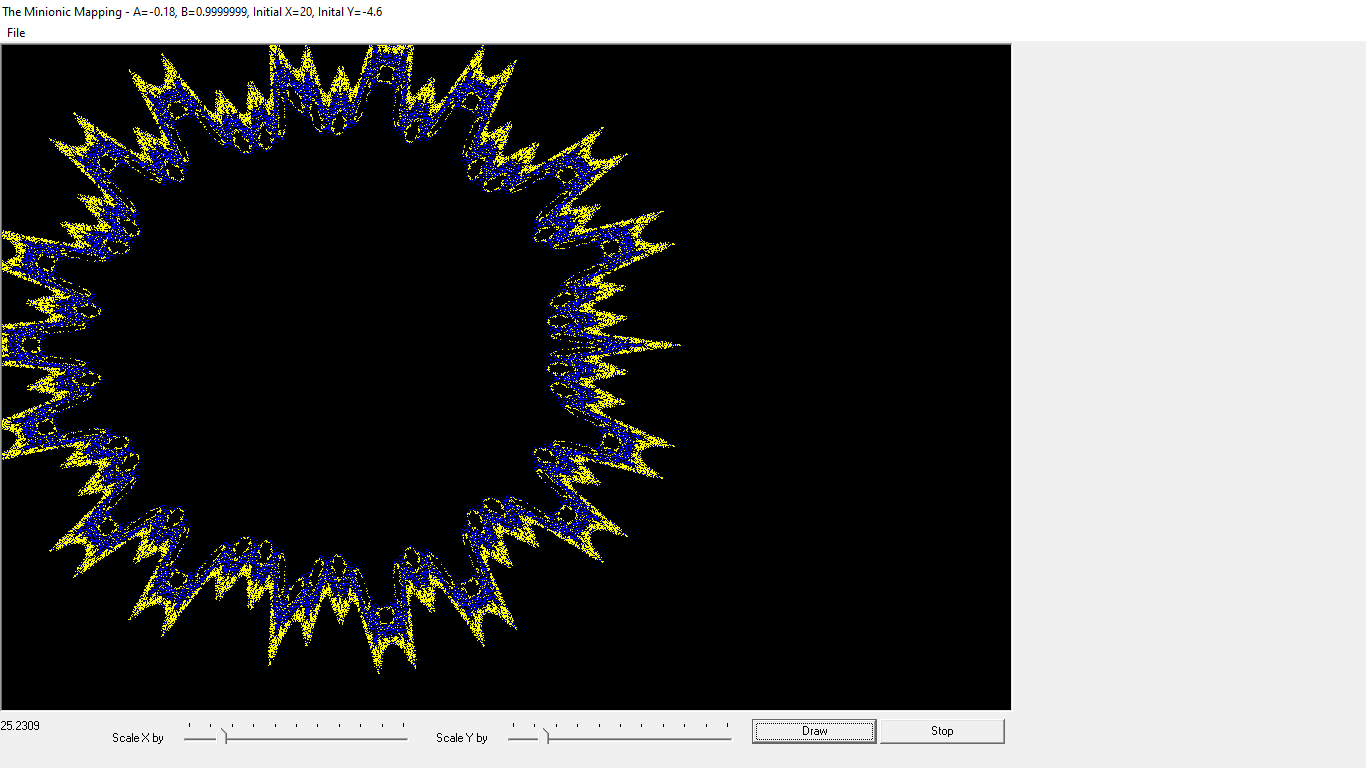 The Minionic Mapping - A=-0.18, B=0.9999999, Initial X=20, Inital Y=-4.6
File
25.2309
Scale X by
Scale Y by
Draw
Stop